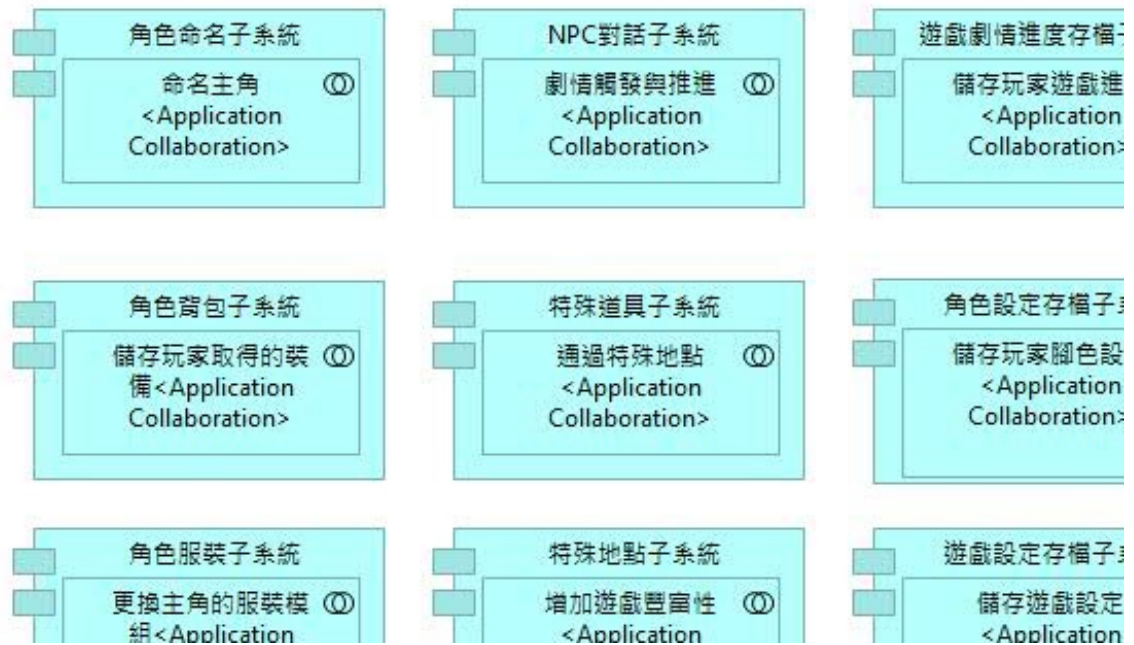 角色命名子系統
命名主角
<Application
Collaboration>
NPC對話子系統
劇情觸發與推進
<Application
Collaboration>
遊戲劇情進度存檔
儲存玩家遊戲進
<Application
Collaboration>
角色背包子系統
儲存玩家取得的裝
備<Application
Collaboration>
特殊道具子系統
通過特殊地點
<Application
Collaboration>
角色設定存檔子
儲存玩家腳色設
<Application
Collaboration>
角色服裝子系統
更換主角的服裝模
組<Application
特殊地點子系統
增加遊戲豐富性
<Application
遊戲設定存檔子
儲存遊戲設定
<Application